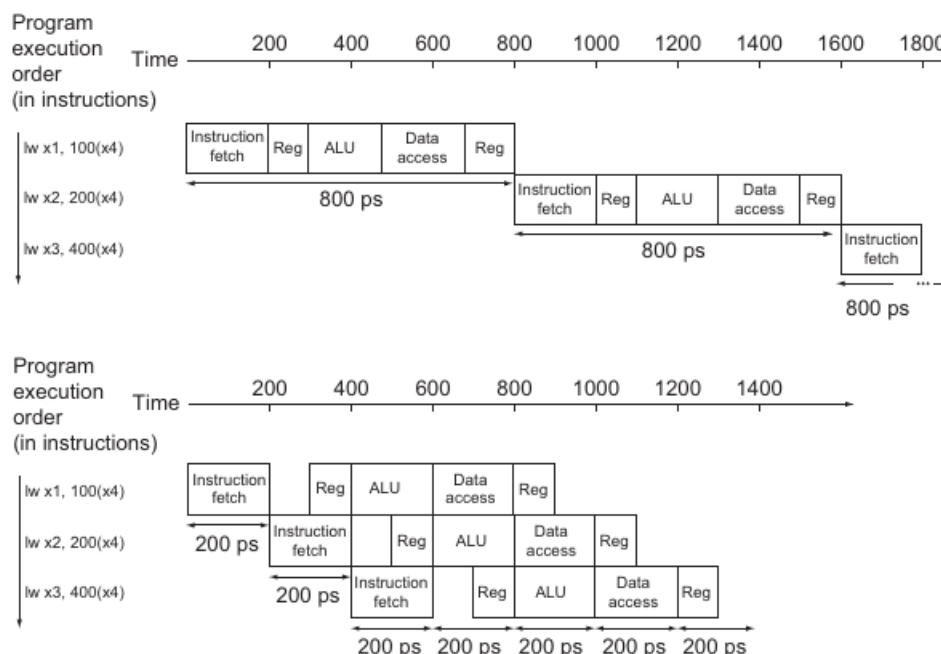 Program
execution
order
(in instructions)
Time
200 400 600 800 1000 1200 1400 1600 1800
lw x1, 100(x4)
Instruction fetch Reg ALU Data access Reg
800 ps
lw x2, 200(x4)
Instruction fetch Reg ALU Data access Reg
800 ps
lw x3, 400(x4)
Instruction fetch
...
800 ps
Program
execution
order
(in instructions)
Time
200 400 600 800 1000 1200 1400
lw x1, 100(x4)
Instruction fetch Reg ALU Data access Reg
200 ps
lw x2, 200(x4)
Instruction fetch Reg ALU Data access Reg
200 ps
lw x3, 400(x4)
Instruction fetch Reg ALU Data access Reg
200 ps 200 ps 200 ps 200 ps 200 ps